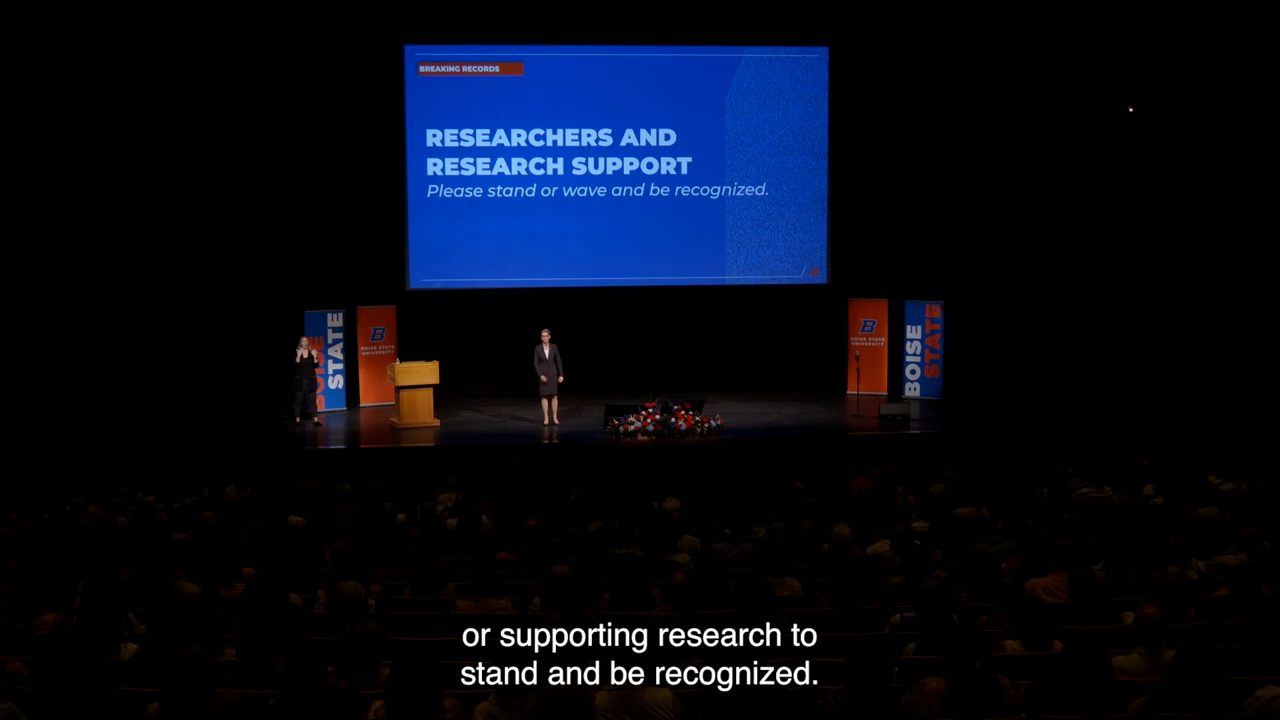 BREAKING RECORDS
RESEARCHERS AND
RESEARCH SUPPORT
Please stand or wave and be recognized.
BOISE
STATE
B
BOISE STATE
UNIVERSITY
B
BOISE STATE
UNIVERSITY
BOISE
STATE
or supporting research to
stand and be recognized.